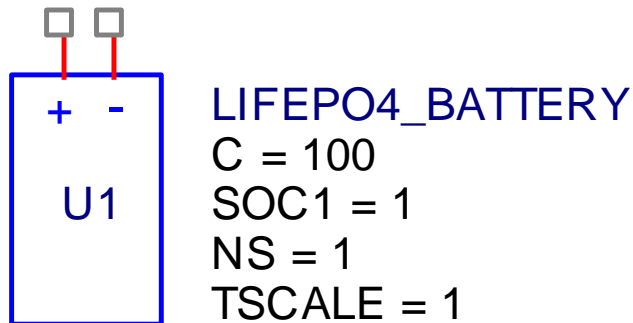 + -
U1
LIFEPO4_BATTERY
C = 100
SOC1 = 1
NS = 1
TSCALE = 1